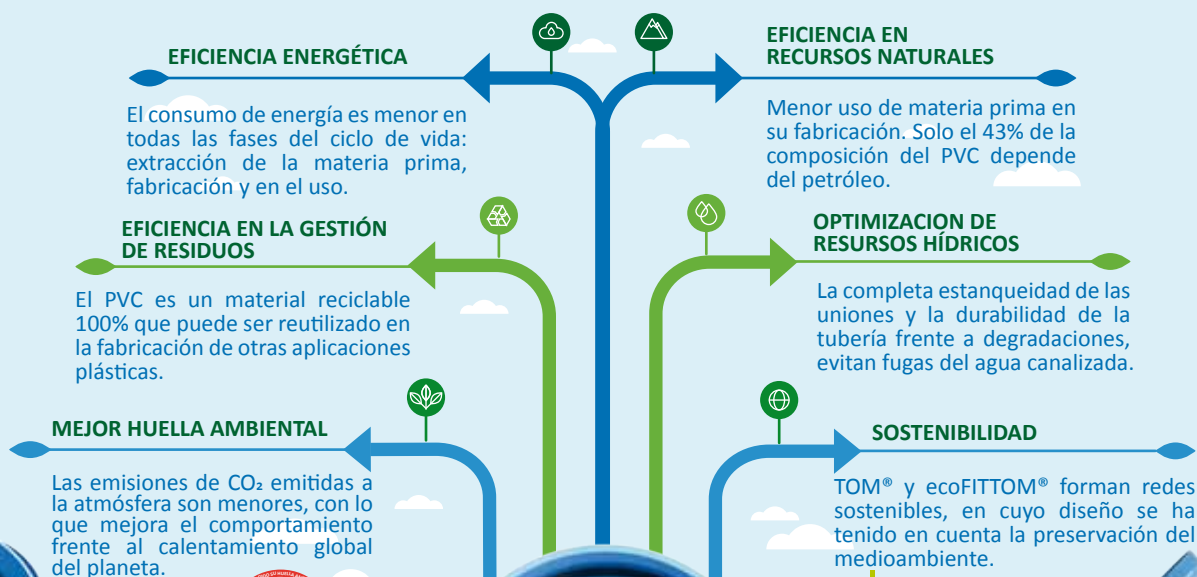 EFICIENCIA ENERGÉTICA
El consumo de energía es menor en
todas las fases del ciclo de vida:
extracción de la materia prima,
fabricación y en el uso.
EFICIENCIA EN
RECURSOS NATURALES
Menor uso de materia prima en
su fabricación. Solo el 43% de la
composición del PVC depende
del petróleo.
EFICIENCIA EN LA GESTIÓN
DE RESIDUOS
El PVC es un material reciclable
100% que puede ser reutilizado en
la fabricación de otras aplicaciones
plásticas.
OPTIMIZACION DE
RESURSOS HÍDRICOS
La completa estanqueidad de las
uniones y la durabilidad de la
tubería frente a degradaciones,
evitan fugas del agua canalizada.
MEJOR HUELLA AMBIENTAL
Las emisiones de CO₂ emitidas a
la atmósfera son menores, con lo
que mejora el comportamiento
frente al calentamiento global
del planeta.
SOSTENIBILIDAD
TOM® y ecoFITTOM® forman redes
sostenibles, en cuyo diseño se ha
tenido en cuenta la preservación del
medioambiente.